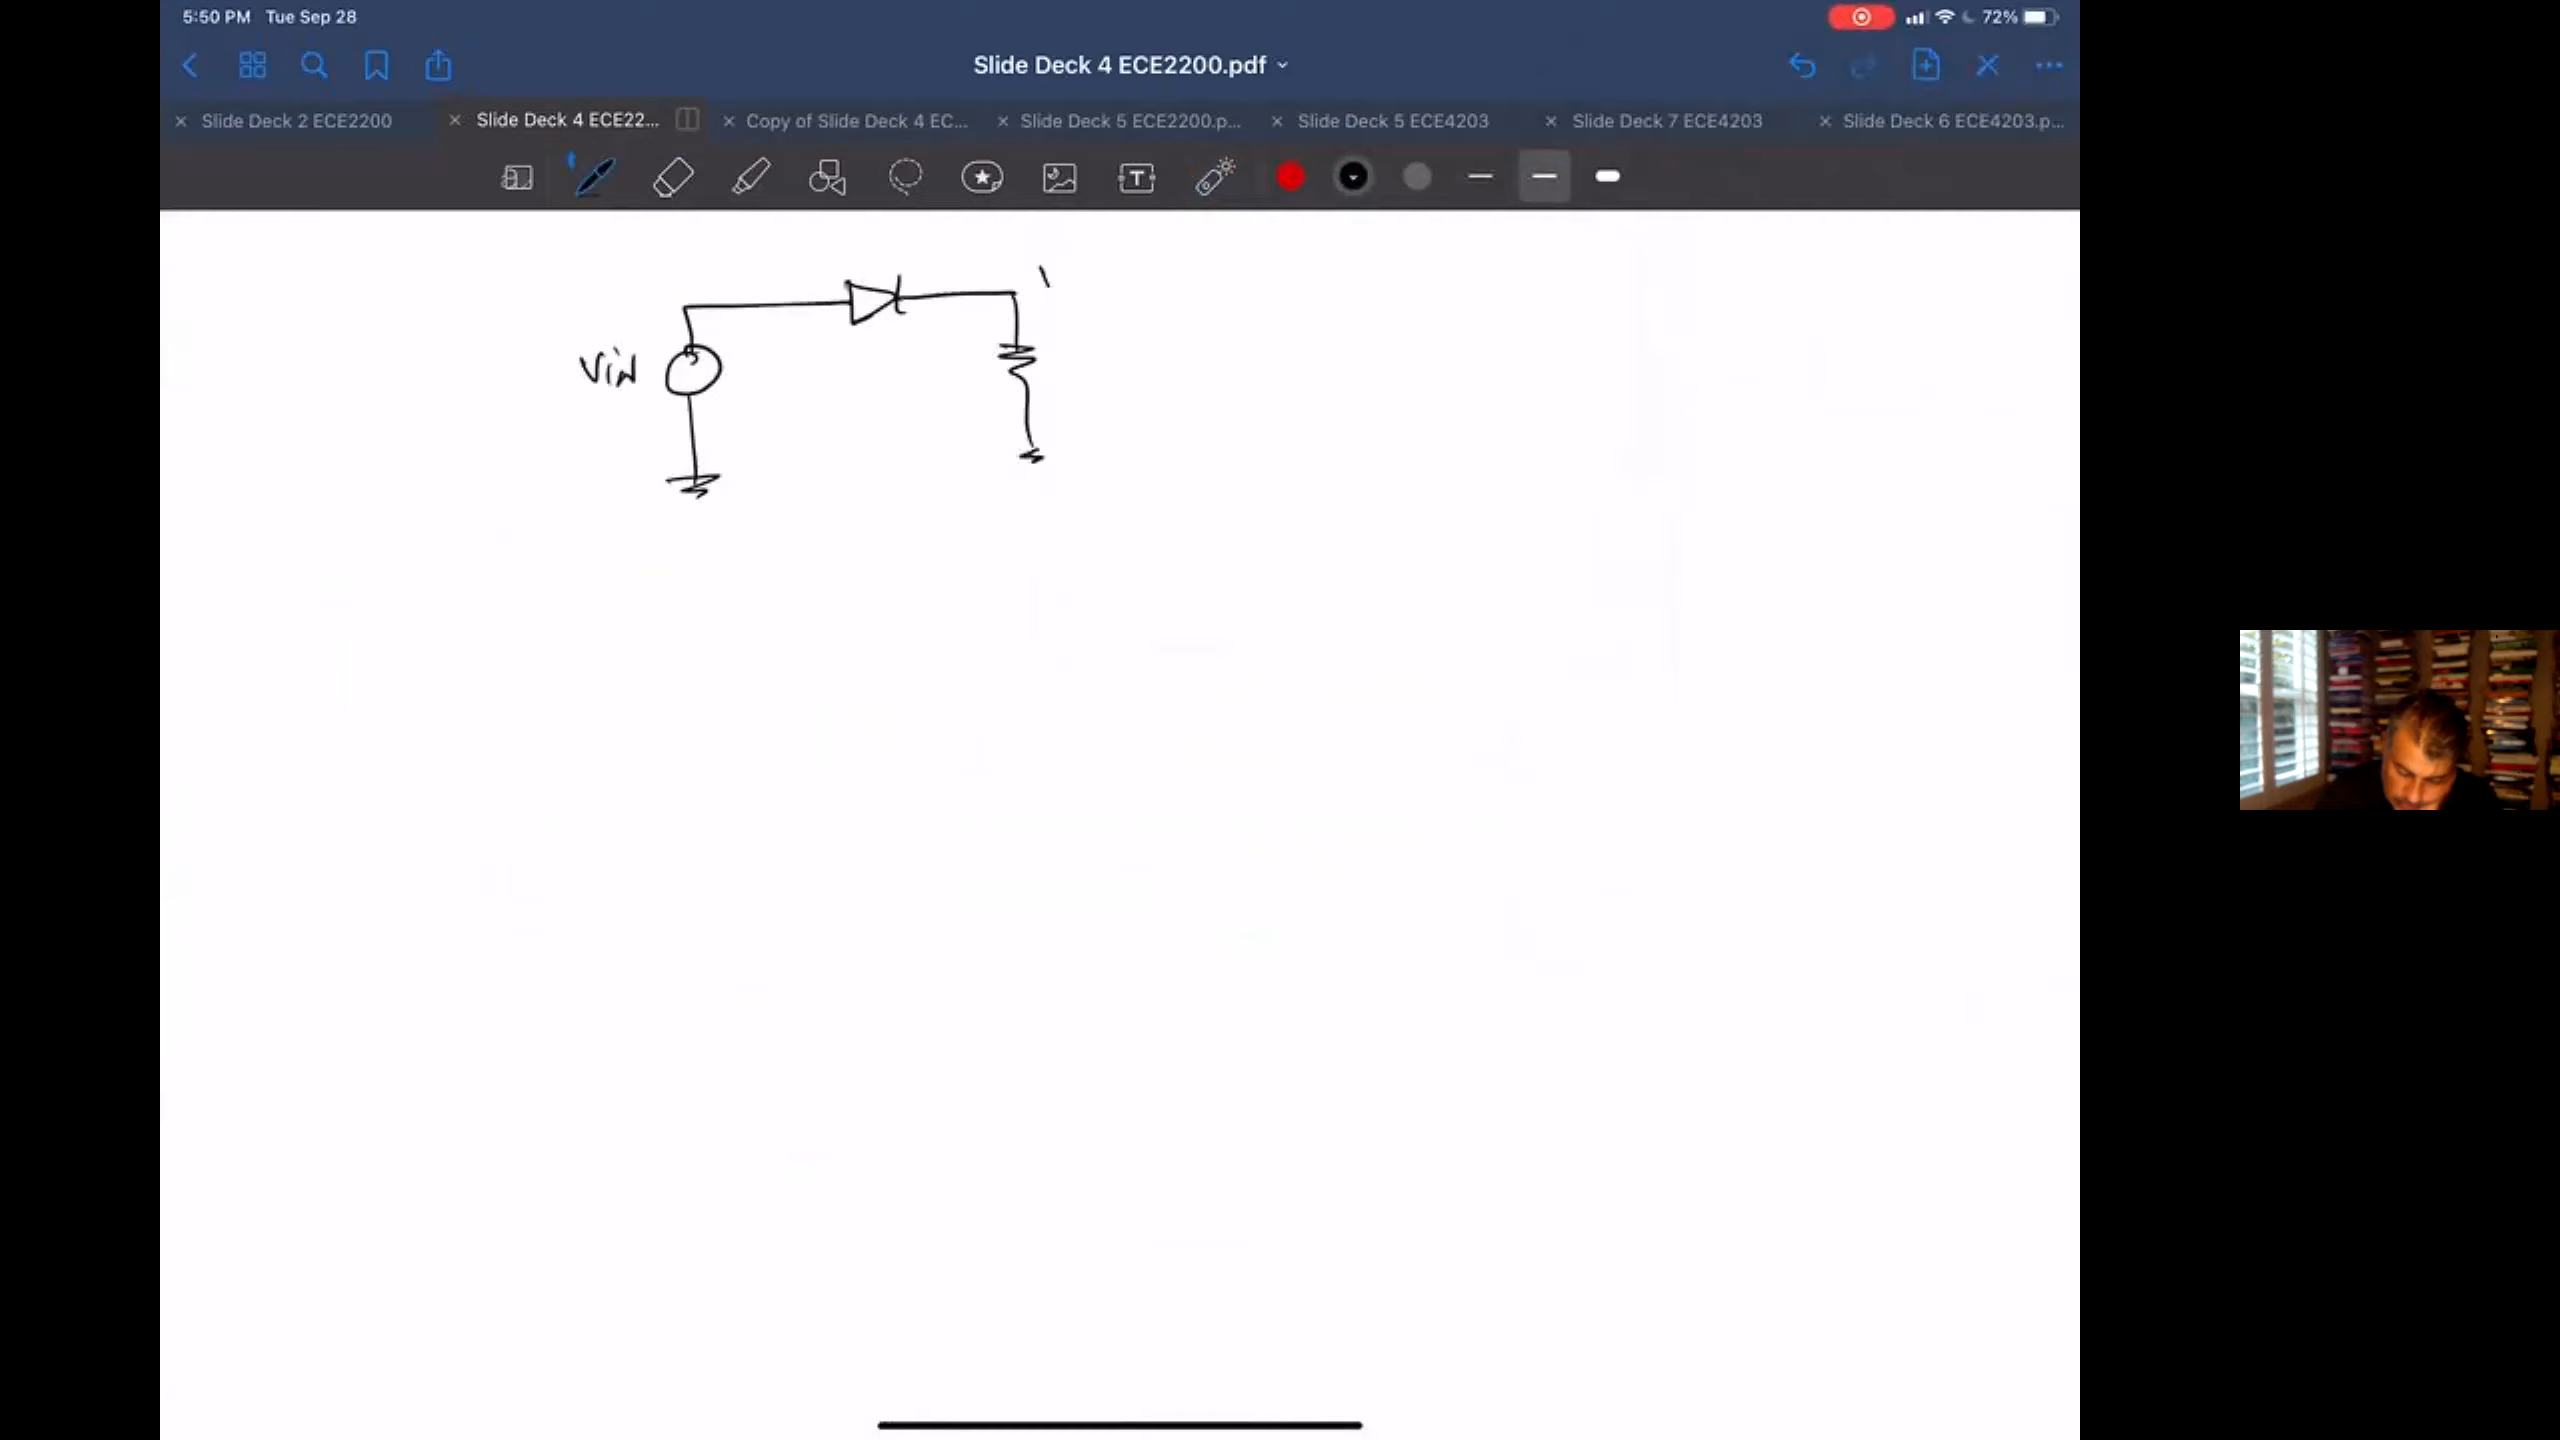 5:50 PM Tue Sep 28
72%
Slide Deck 4 ECE2200.pdf
Slide Deck 2 ECE2200
Slide Deck 4 ECE22...
Copy of Slide Deck 4 EC...
Slide Deck 5 ECE2200.p...
Slide Deck 5 ECE4203
Slide Deck 7 ECE4203
Slide Deck 6 ECE4203.p...
T
Vin